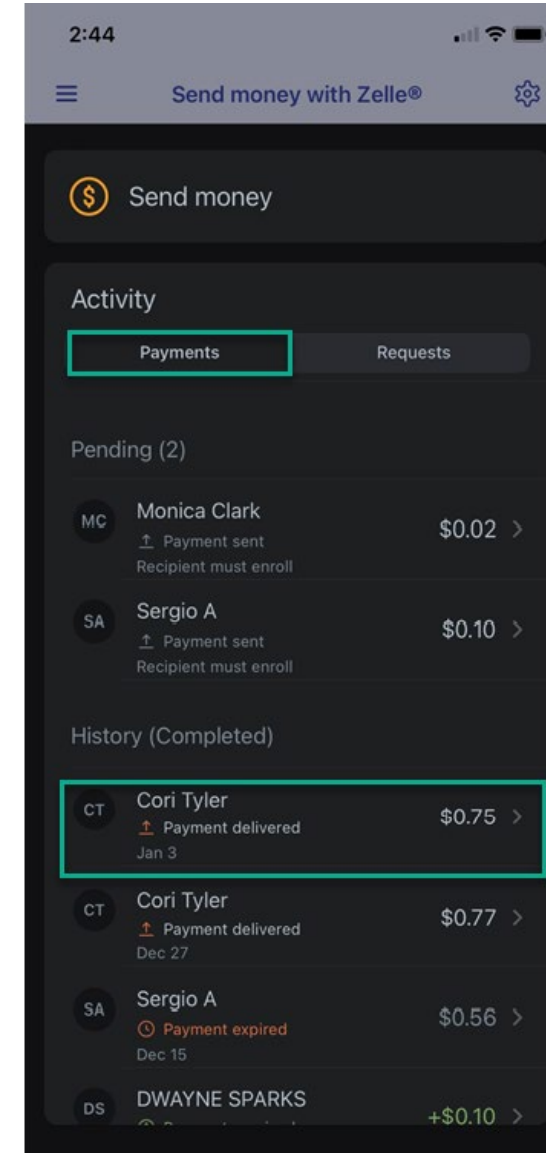 2:44
Send money with Zelle®
Send money
Activity
Payments
Requests
Pending (2)
MC
Monica Clark
Payment sent
Recipient must enroll
$0.02
SA
Sergio A
Payment sent
Recipient must enroll
$0.10
History (Completed)
CT
Cori Tyler
Payment delivered
Jan 3
$0.75
CT
Cori Tyler
Payment delivered
Dec 27
$0.77
SA
Sergio A
Payment expired
Dec 15
$0.56
DS
DWAYNE SPARKS
+$0.10